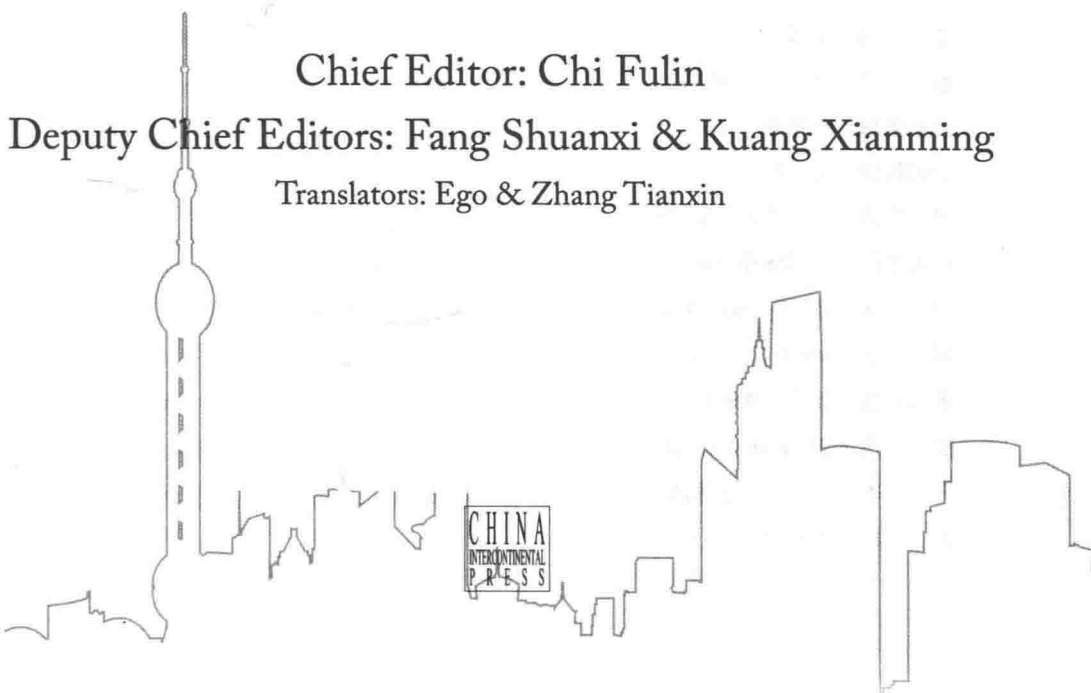 Chief Editor: Chi Fulin
Deputy Chief Editors: Fang Shuanxi & Kuang Xianming
Translators: Ego & Zhang Tianxin
CHINA
INTERCONTINENTAL
PRESS